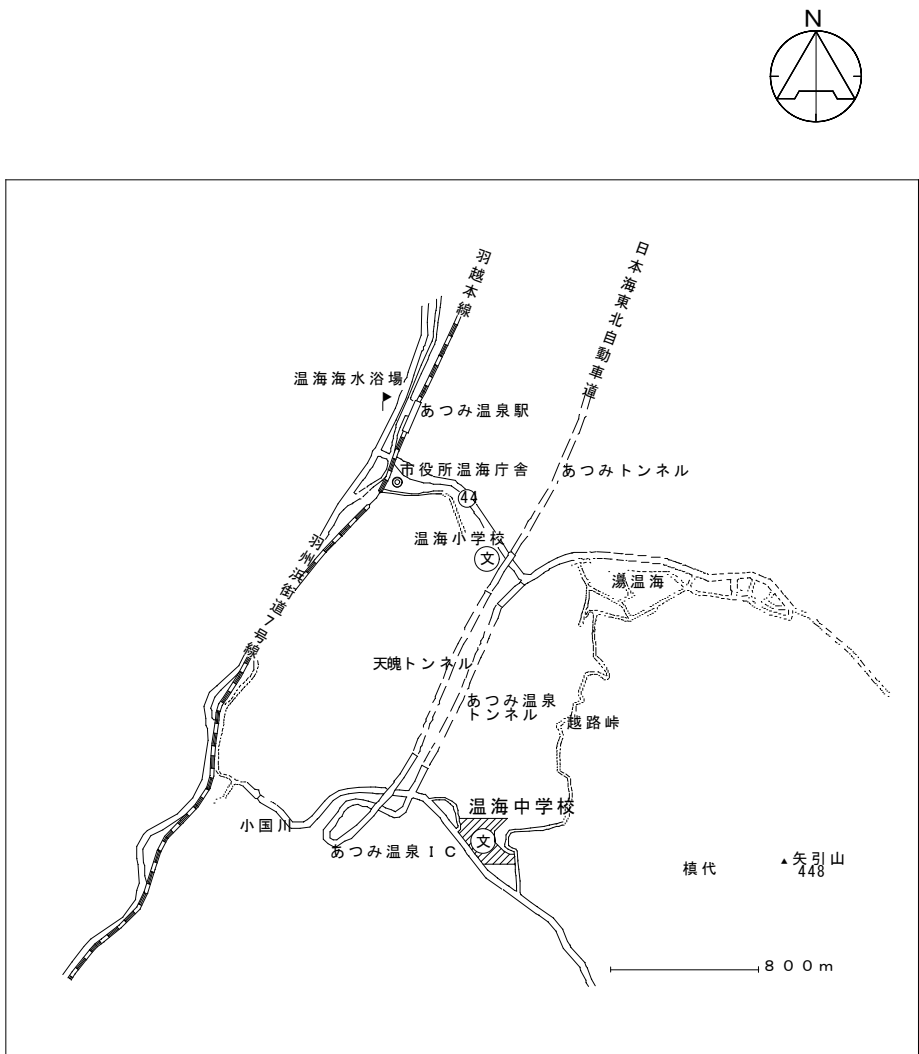 N
羽越本線
日本海東北自動車道
温海海水浴場
あつみ温泉駅
市役所温海庁舎
あつみトンネル
44
温海小学校
文
湯温海
羽州浜街道7号線
天魄トンネル
あつみ温泉
トンネル
越路峠
温海中学校
文
小国川
あつみ温泉IC
槙代
矢引山
448
800m